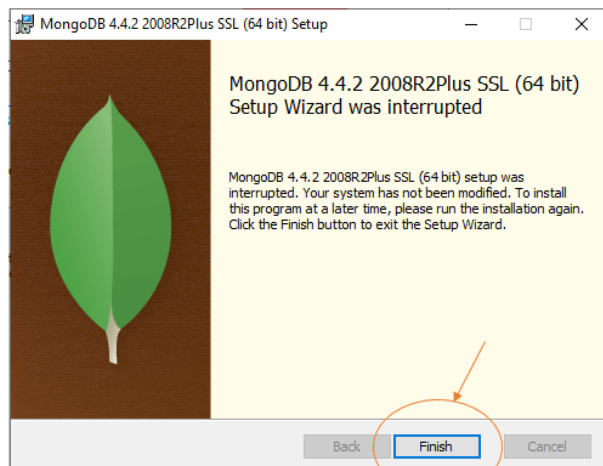 MongoDB 4.4.2 2008R2Plus SSL (64 bit) Setup
MongoDB 4.4.2 2008R2Plus SSL (64 bit)
Setup Wizard was interrupted
MongoDB 4.4.2 2008R2Plus SSL (64 bit) setup was
interrupted. Your system has not been modified. To install
this program at a later time, please run the installation again.
Click the Finish button to exit the Setup Wizard.
Back Finish Cancel